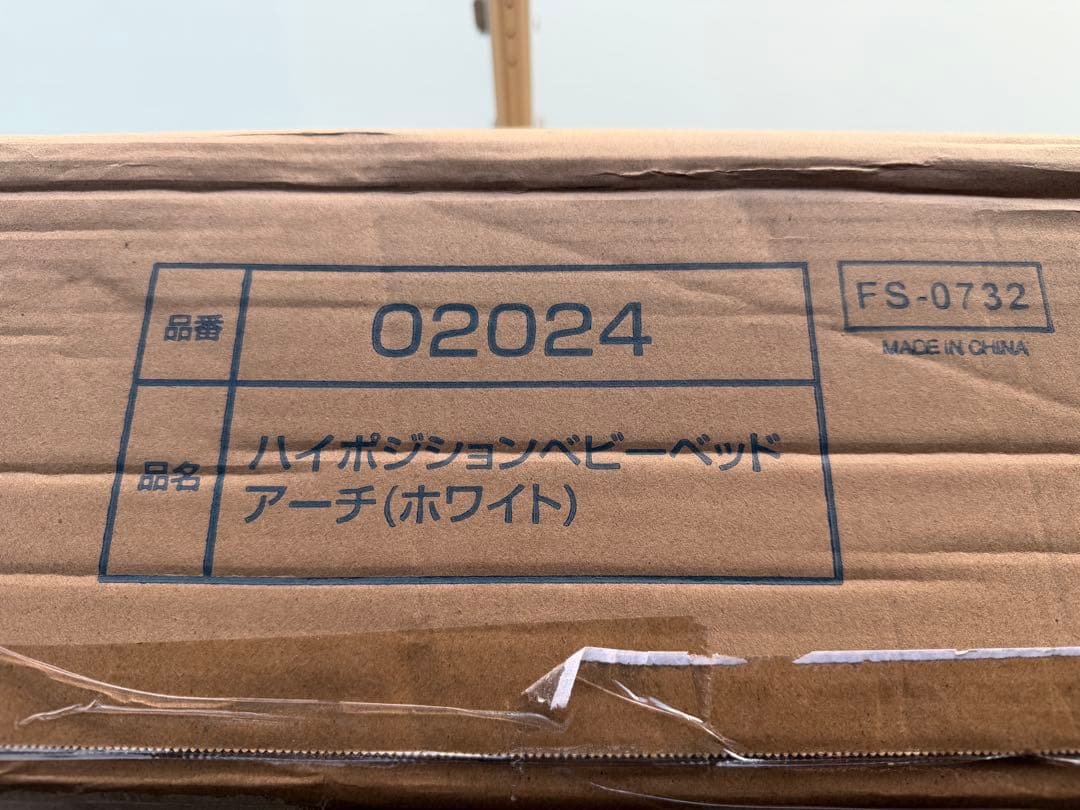 品番 02024
品名 ハイポジションベビーベッド
アーチ(ホワイト)
FS-0732
MADE IN CHINA